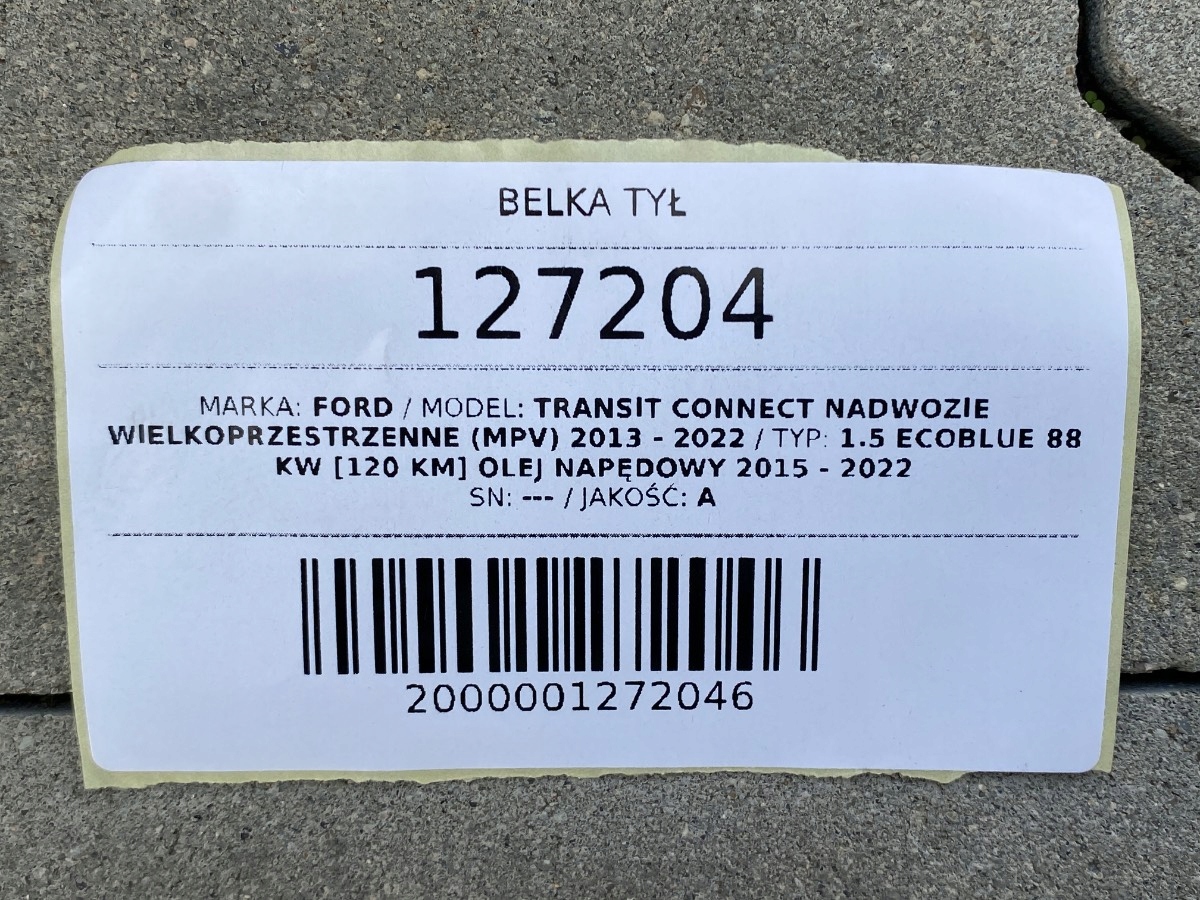 BELKA TYŁ
127204
MARKA: FORD / MODEL: TRANSIT CONNECT NADWOZIE
WIELKOPRZESTRZENNE (MPV) 2013 - 2022 / TYP: 1.5 ECOBLUE 88
KW [120 KM] OLEJ NAPĘDOWY 2015 - 2022
SN: --- / JAKOŚĆ: A
2000001272046